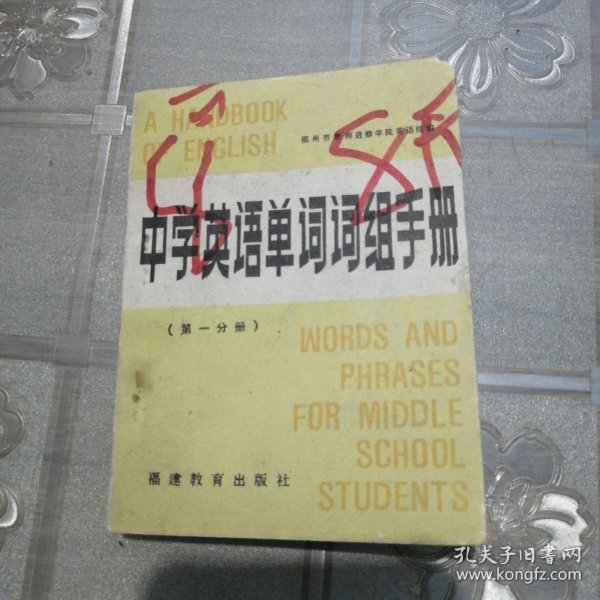 A HANDBOOK
OF ENGLISH
福州市教师进修学院英语组编
中学英语单词词组手册
(第一分册)
WORDS AND
PHRASES
FOR MIDDLE
SCHOOL
STUDENTS
福建教育出版社
孔夫子旧书网
www.kongfz.com